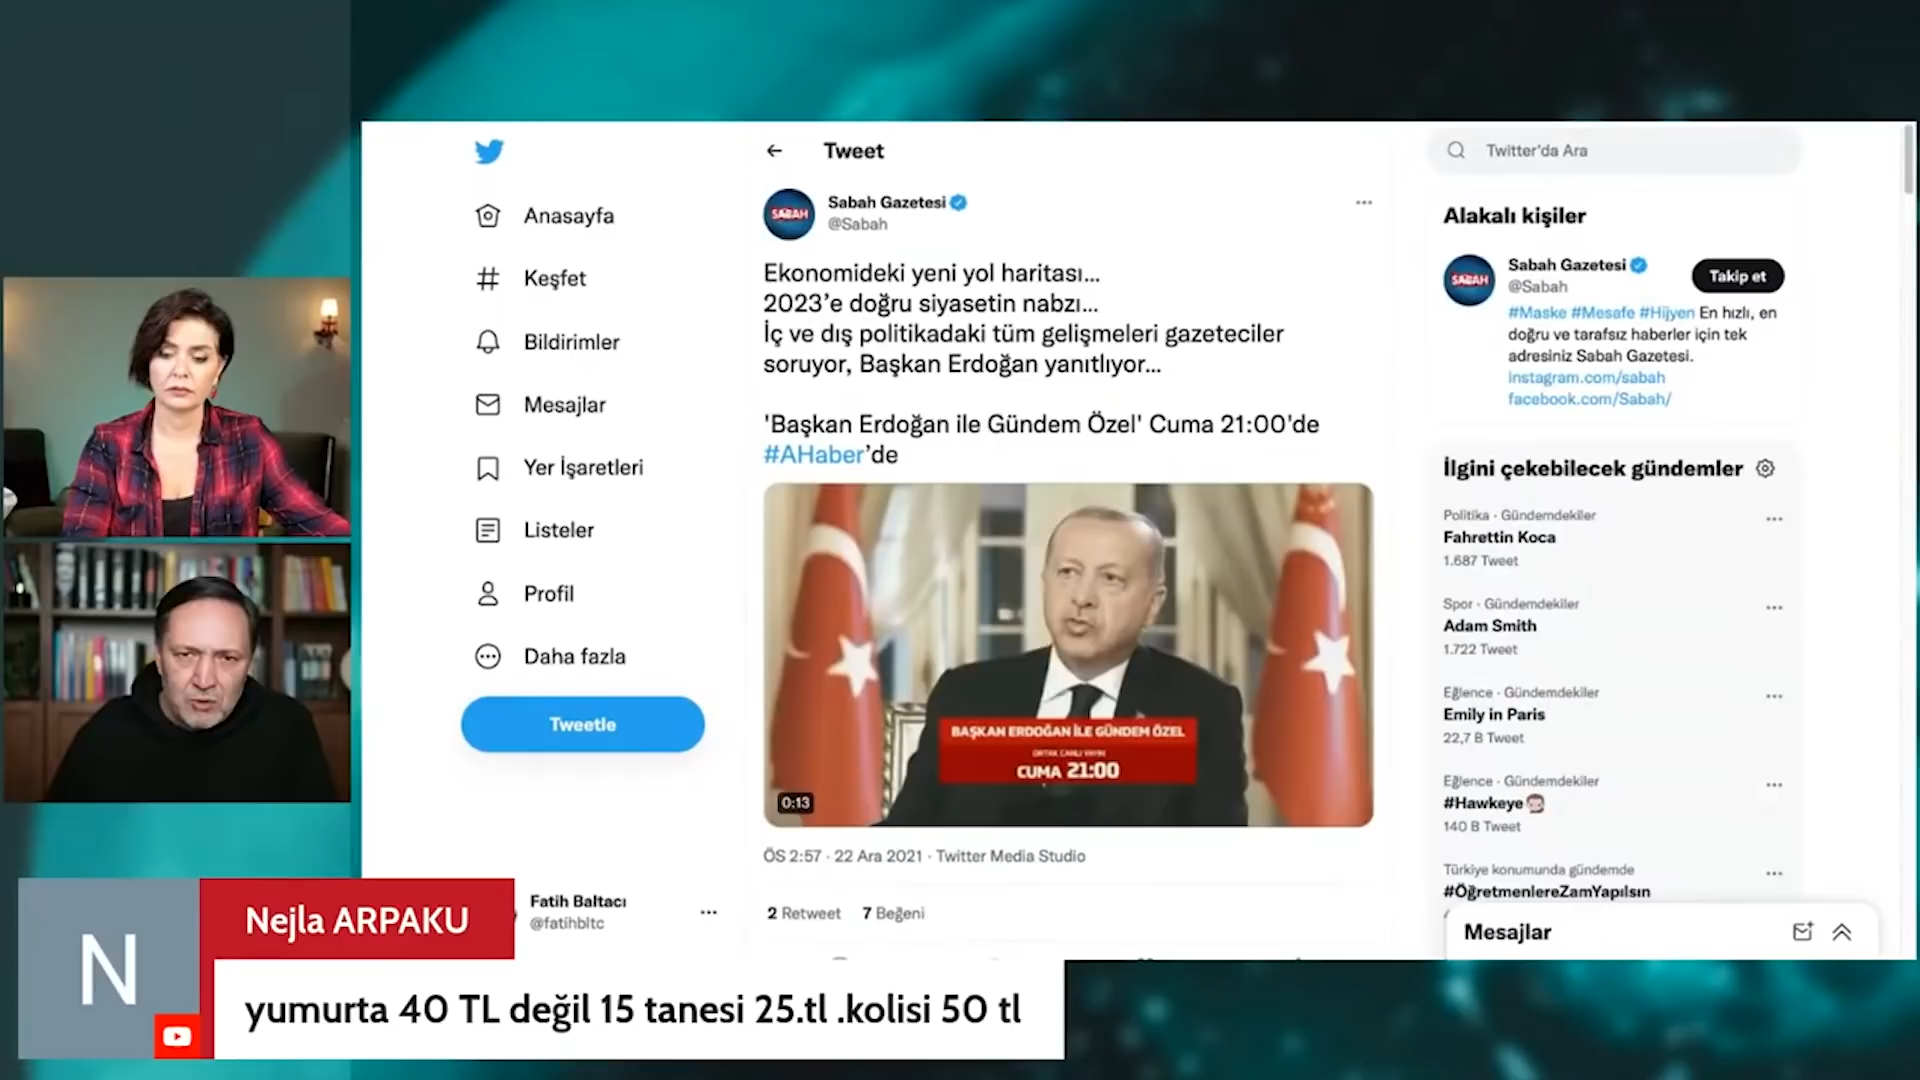 Anasayfa
Keşfet
Bildirimler
Mesajlar
Yer İşaretleri
Listeler
Profil
Daha fazla
Tweetle
Fatih Baltacı
@fatihbltc
Tweet
SABAH
Sabah Gazetesi
@Sabah
Ekonomideki yeni yol haritası...
2023’e doğru siyasetin nabzı...
İç ve dış politikadaki tüm gelişmeleri gazeteciler
soruyor, Başkan Erdoğan yanıtlıyor...
'Başkan Erdoğan ile Gündem Özel' Cuma 21:00'de
#AHaber’de
BAŞKAN ERDOĞAN İLE GÜNDEM ÖZEL
ORTAK CANLI YAYIN
CUMA 21:00
0:13
ÖS 2:57 · 22 Ara 2021 · Twitter Media Studio
2 Retweet 7 Beğeni
Twitter'da Ara
Alakalı kişiler
SABAH
Sabah Gazetesi
@Sabah
Takip et
#Maske #Mesafe #Hijyen En hızlı, en
doğru ve tarafsız haberler için tek
adresiniz Sabah Gazetesi.
instagram.com/sabah
facebook.com/Sabah/
İlgini çekebilecek gündemler
Politika · Gündemdekiler
Fahrettin Koca
1.687 Tweet
Spor · Gündemdekiler
Adam Smith
1.722 Tweet
Eğlence · Gündemdekiler
Emily in Paris
22,7 B Tweet
Eğlence · Gündemdekiler
#Hawkeye
140 B Tweet
Türkiye konumunda gündemde
#ÖğretmenlereZamYapılsın
Mesajlar
N
Nejla ARPAKU
yumurta 40 TL değil 15 tanesi 25.tl .kolisi 50 tl